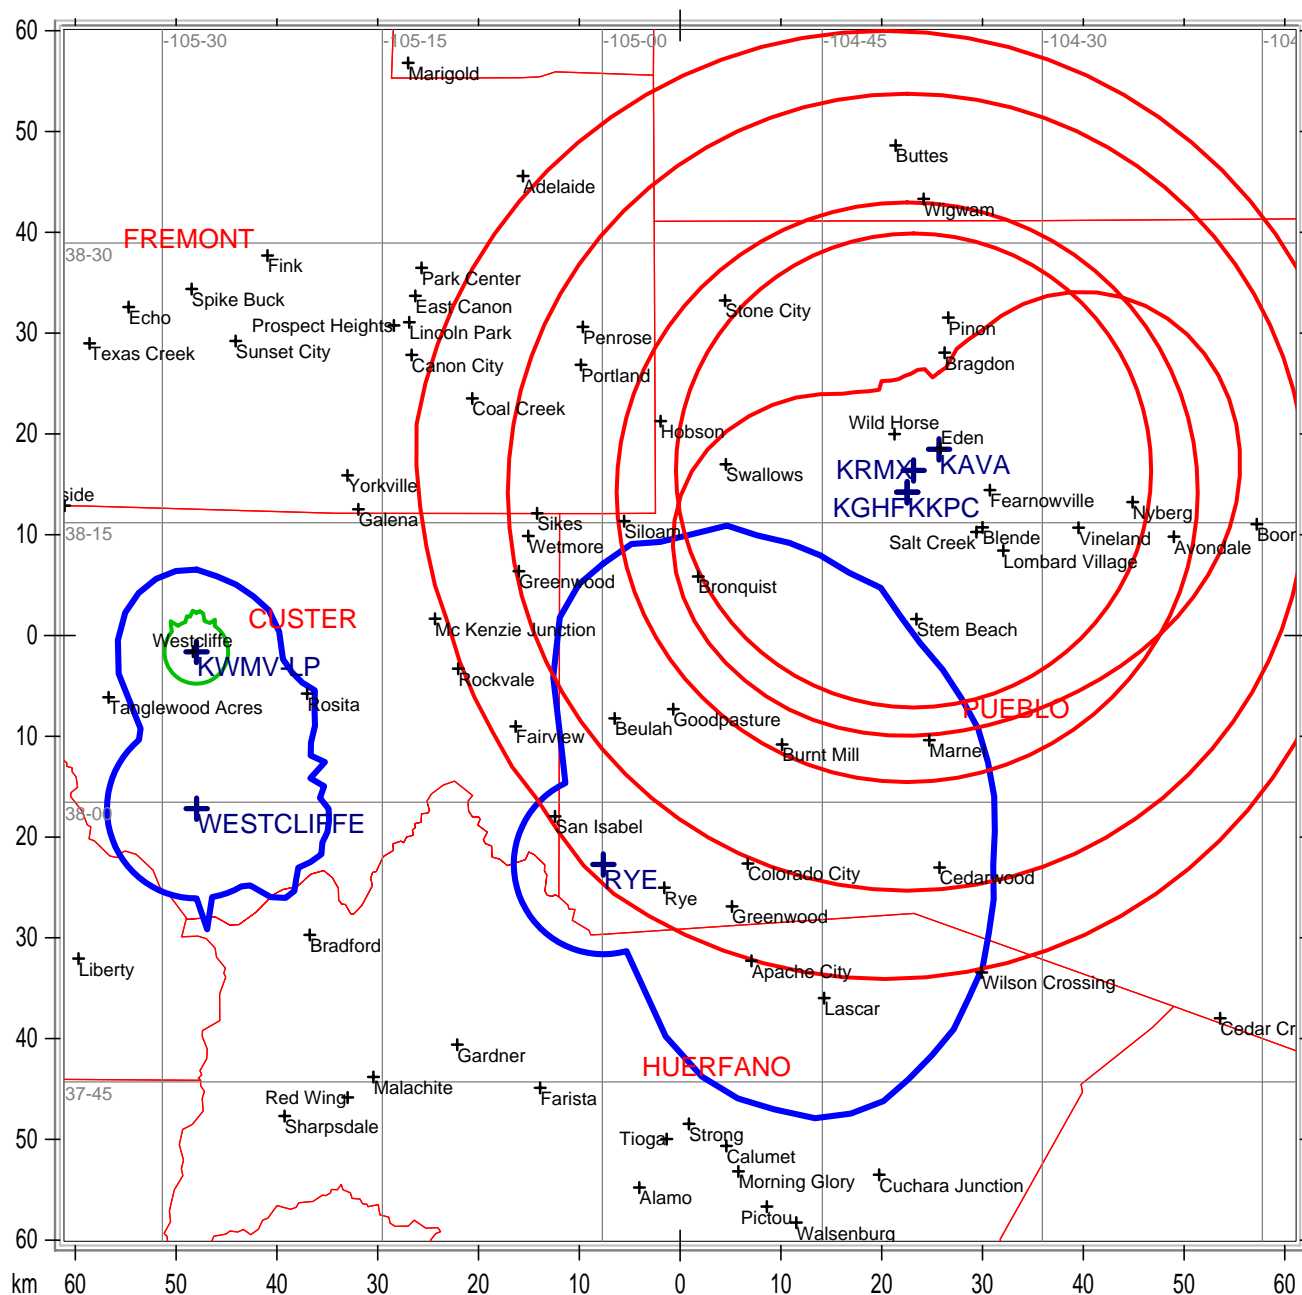 60
-105-30
-105-15
-105-00
-104-45
-104-30
-104
Marigold
50
Buttes
Adelaide
Wigwam
40
FREMONT
38-30
Fink
Park Center
Spike Buck
East Canon
Stone City
Echo
30
Prospect Heights
Lincoln Park
Pinon
Penrose
Texas Creek
Sunset City
Canon City
Bragdon
Portland
Coal Creek
20
Wild Horse
Hobson
Eden
KRMX
KAVA
Swallows
Yorkville
side
Fearnowville
KGHFKKPC
Nyberg
Galena
Sikes
Siloam
10
38-15
Wetmore
Salt Creek
Blende
Vineland
Boon
Avondale
Lombard Village
Greenwood
Bronquist
CUSTER
0
Westcliffe
Mc Kenzie Junction
Stem Beach
KWMV-LP
Rockvale
Tanglewood Acres
Rosita
PUEBLO
Goodpasture
Beulah
Fairview
10
Burnt Mill
Marnel
38-00
WESTCLIFFE
San Isabel
20
RYE
Colorado City
Cedarwood
Rye
Greenwood
30
Bradford
Liberty
Apache City
Wilson Crossing
Lascar
Cedar Cr
40
Gardner
HUERFANO
Malachite
37-45
Red Wing
Farista
Sharpsdale
50
Tioga
Strong
Calumet
Morning Glory
Cuchara Junction
Alamo
Pictou
Walsenburg
60
km
60
50
40
30
20
10
0
10
20
30
40
50
60